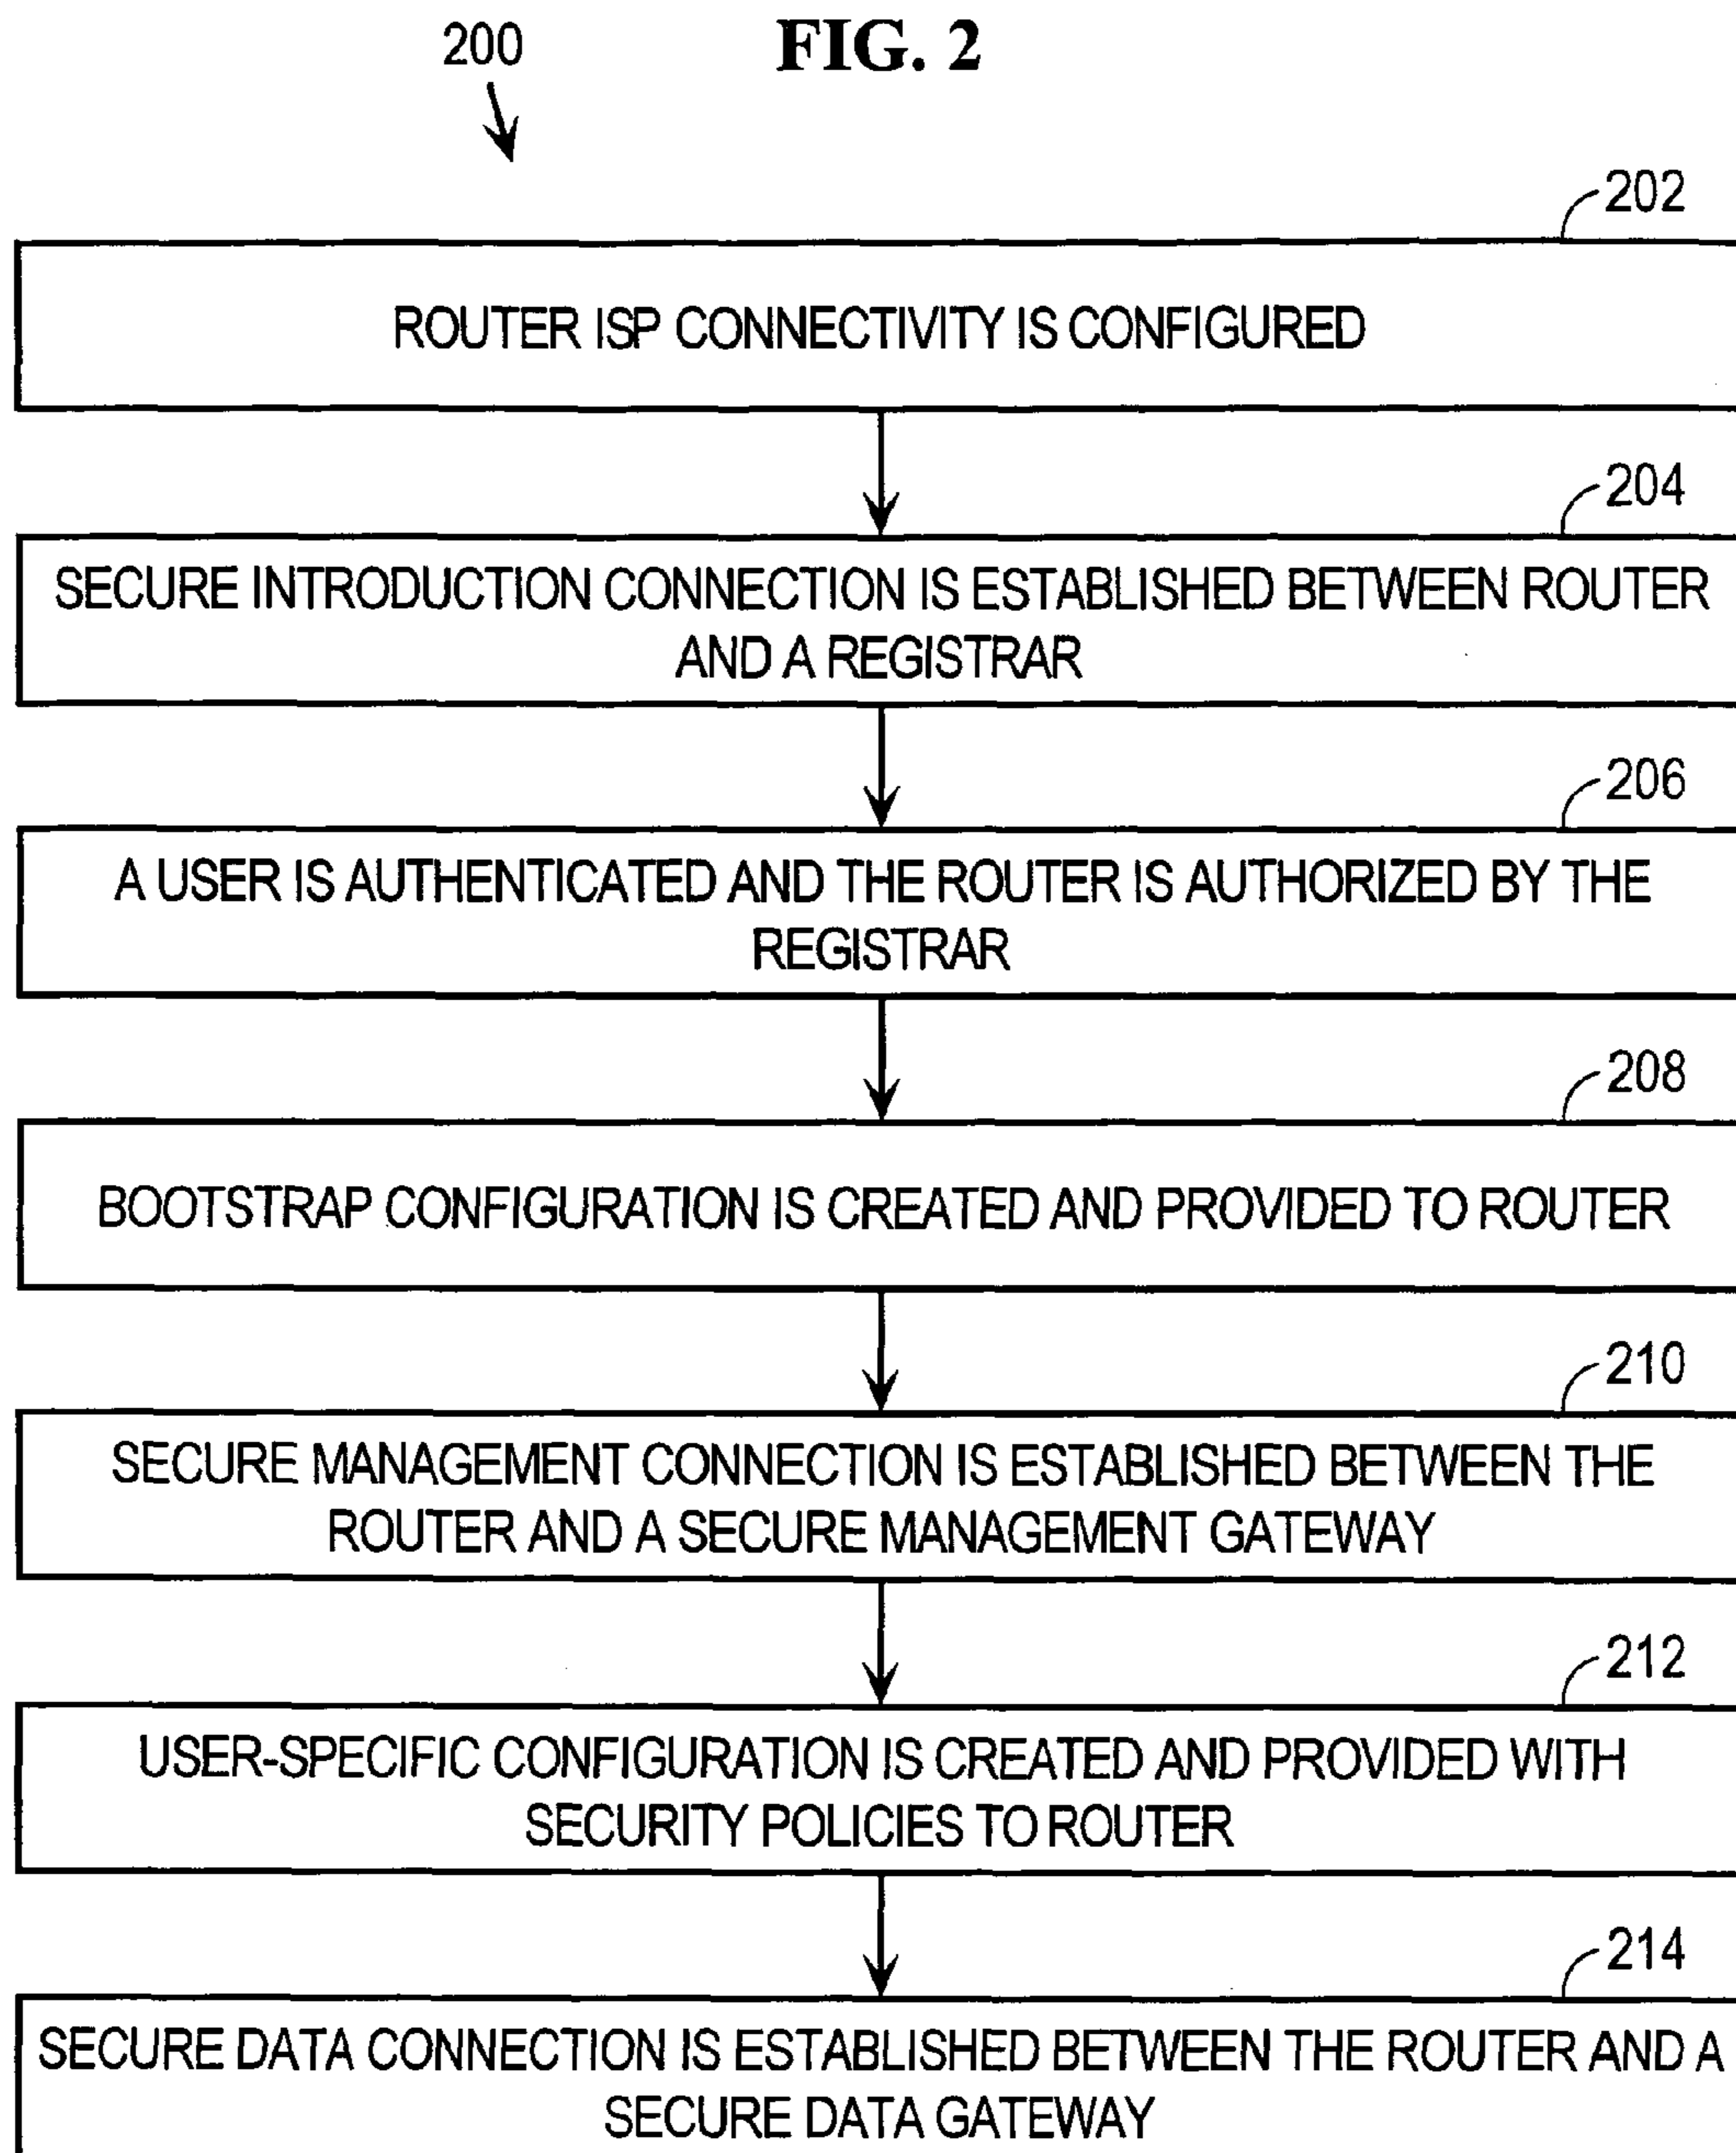 200
FIG. 2
202
ROUTER ISP CONNECTIVITY IS CONFIGURED
204
SECURE INTRODUCTION CONNECTION IS ESTABLISHED BETWEEN ROUTER
AND A REGISTRAR
206
A USER IS AUTHENTICATED AND THE ROUTER IS AUTHORIZED BY THE
REGISTRAR
208
BOOTSTRAP CONFIGURATION IS CREATED AND PROVIDED TO ROUTER
210
SECURE MANAGEMENT CONNECTION IS ESTABLISHED BETWEEN THE
ROUTER AND A SECURE MANAGEMENT GATEWAY
212
USER-SPECIFIC CONFIGURATION IS CREATED AND PROVIDED WITH
SECURITY POLICIES TO ROUTER
214
SECURE DATA CONNECTION IS ESTABLISHED BETWEEN THE ROUTER AND A
SECURE DATA GATEWAY